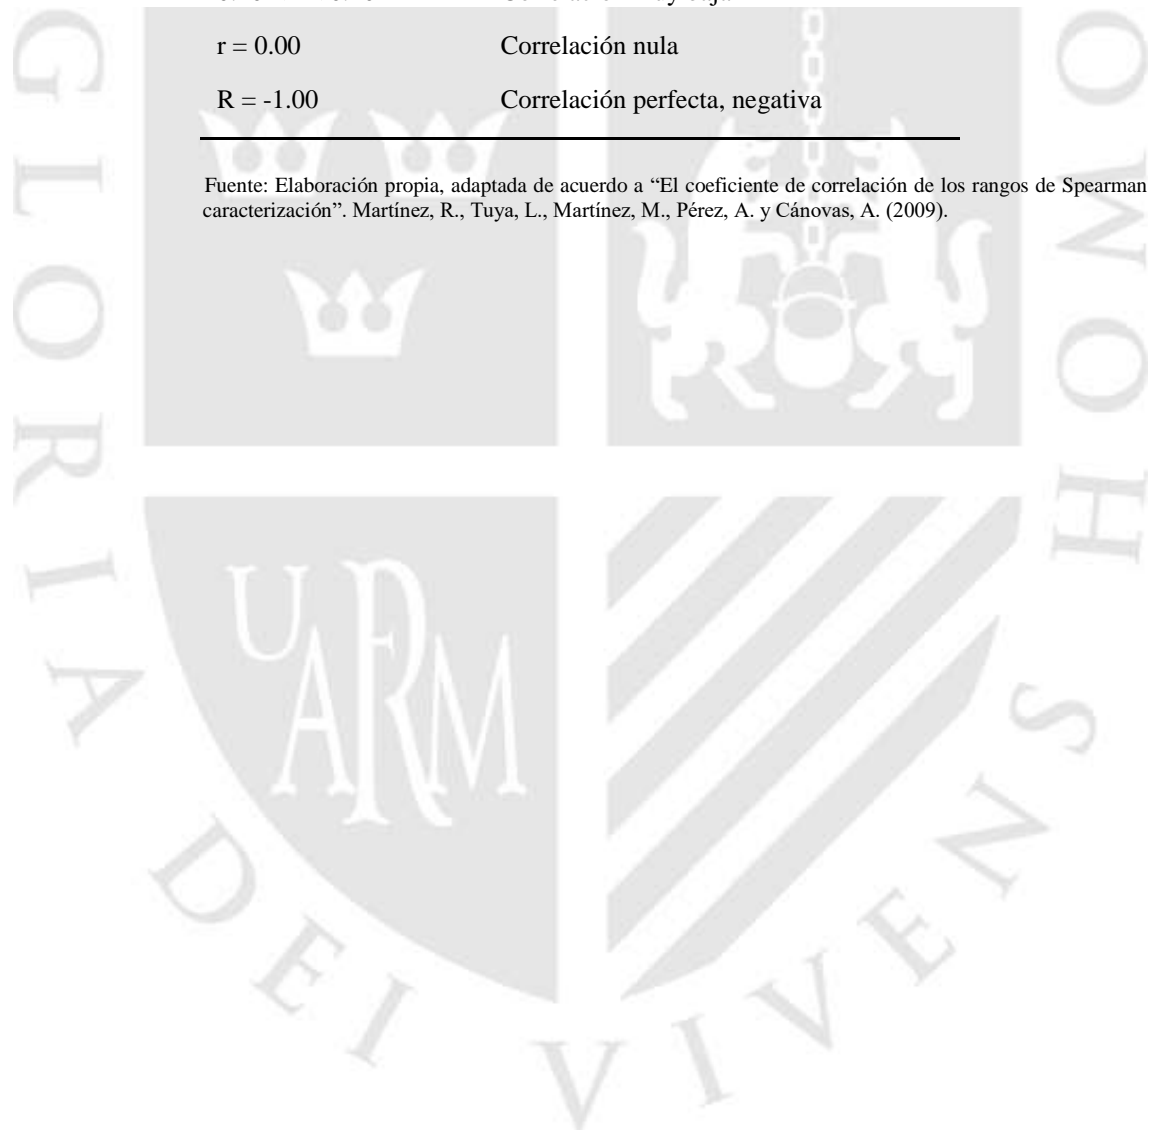 r = 0.00 Correlación nula
R = -1.00 Correlación perfecta, negativa
Fuente: Elaboración propia, adaptada de acuerdo a “El coeficiente de correlación de los rangos de Spearman
caracterización”. Martínez, R., Tuya, L., Martínez, M., Pérez, A. y Cánovas, A. (2009).
GLORIA DEI VIVENS HOMO
UARM